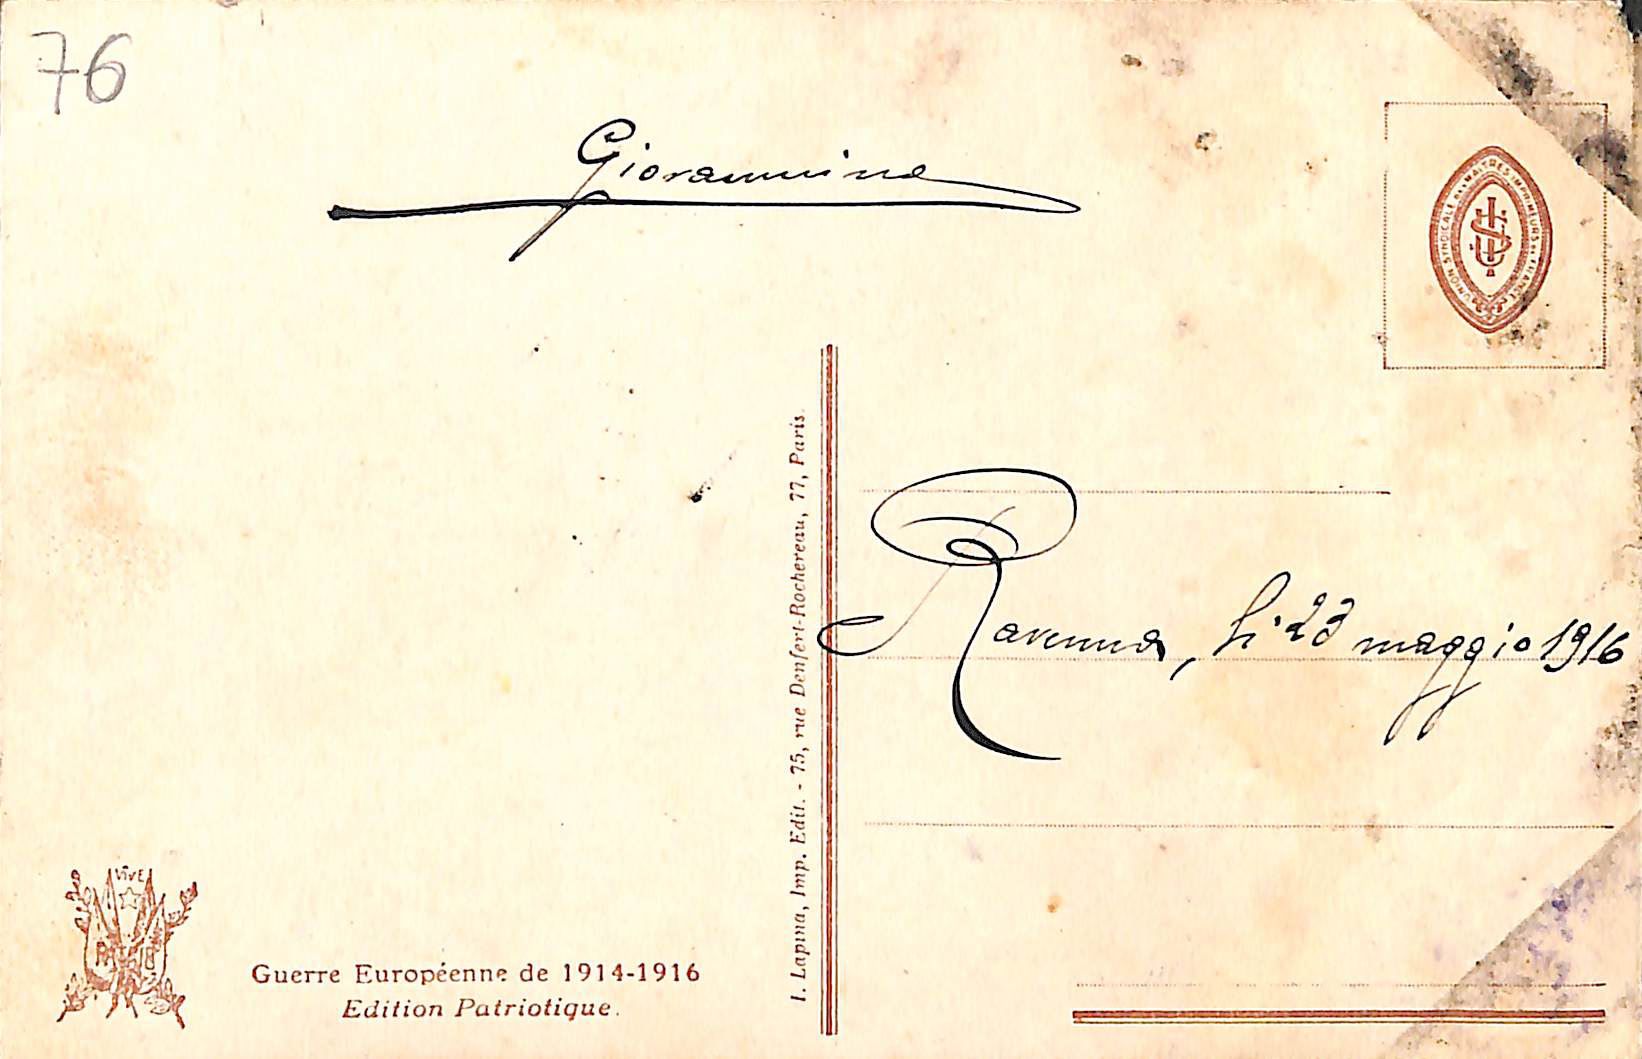 76
Giovannina
UNION SYNDICALE DES MAITRES IMPRIMEURS DE FRANCE
I. Lapina, Imp. Edit. - 75, rue Denfert-Rochereau, 77, Paris.
Ravenna, li 23 maggio 1916
VIVE
Guerre Européenne de 1914-1916
Edition Patriotique.